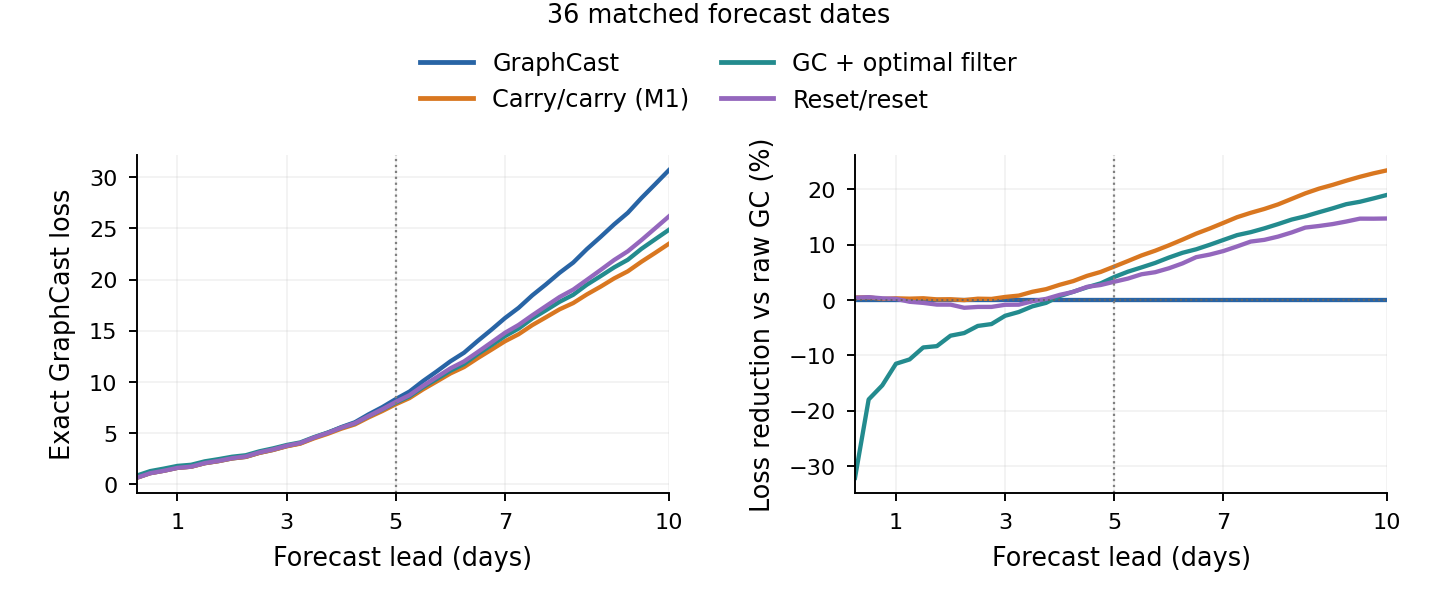 36 matched forecast dates
GraphCast
GC + optimal filter
Carry/carry (M1)
Reset/reset
Exact GraphCast loss
30
25
20
15
10
5
0
1 3 5 7 10
Forecast lead (days)
Loss reduction vs raw GC (%)
20
10
0
−10
−20
−30
1 3 5 7 10
Forecast lead (days)